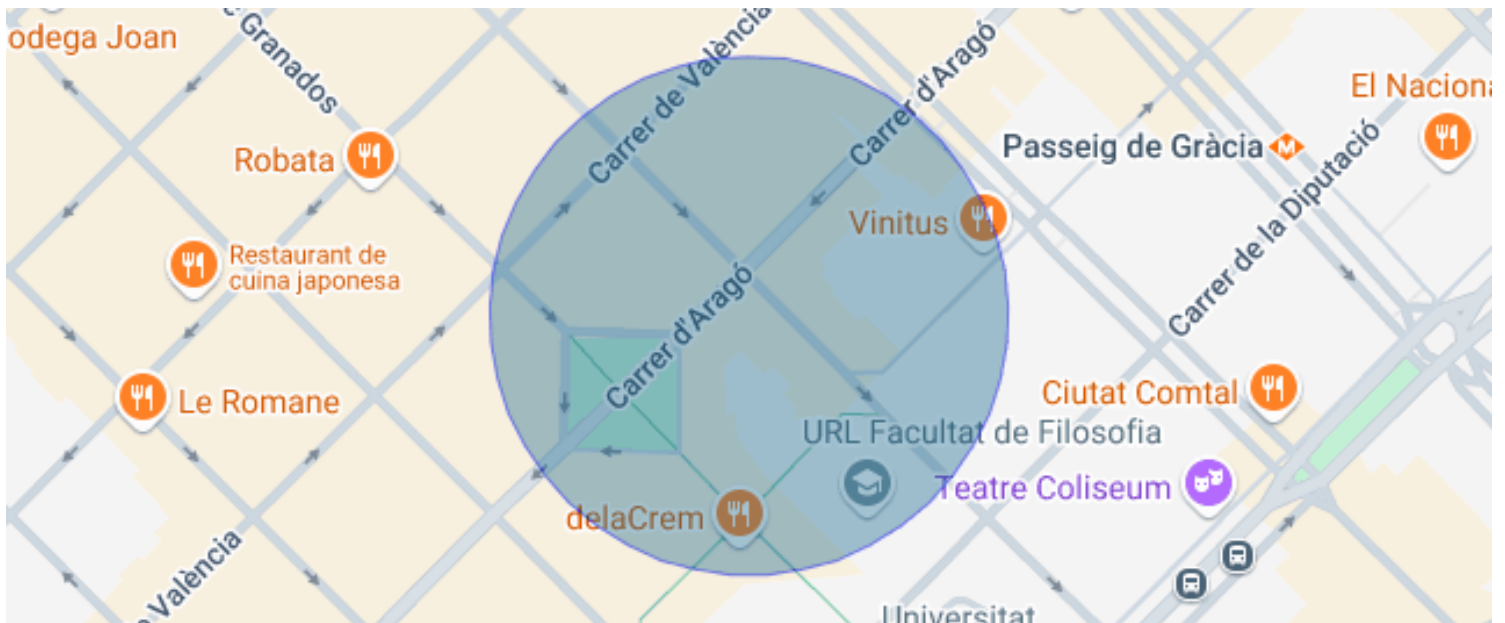 odega Joan
Granados
Carrer de València
Carrer d'Aragó
El Naciona
Robata
Passeig de Gràcia
M
Vinitus
Restaurant de
cuina japonesa
Carrer de la Diputació
Carrer d'Aragó
Le Romane
Ciutat Comtal
URL Facultat de Filosofia
Teatre Coliseum
delaCrem
València
Universitat